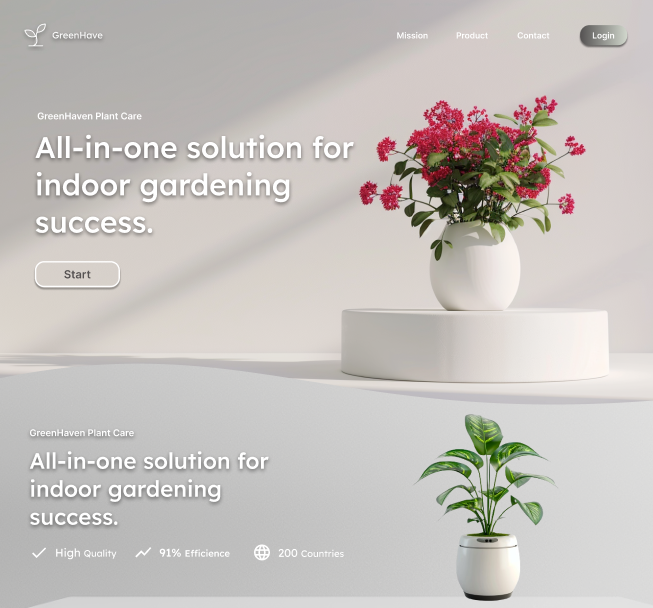 GreenHave
Mission
Product
Contact
Login
GreenHaven Plant Care
All-in-one solution for
indoor gardening
success.
Start
GreenHaven Plant Care
All-in-one solution for
indoor gardening
success.
High Quality
91% Efficience
200 Countries